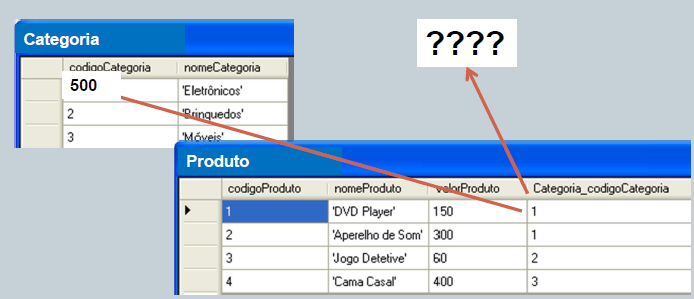 ????
Categoria
codigoCategoria nomeCategoria
500 'Eletrônicos'
2 'Brinquedos'
3 'Móveis'
Produto
codigoProduto nomeProduto valorProduto Categoria_codigoCategoria
1 'DVD Player' 150 1
2 'Aperelho de Som' 300 1
3 'Jogo Detetive' 60 2
4 'Cama Casal' 400 3